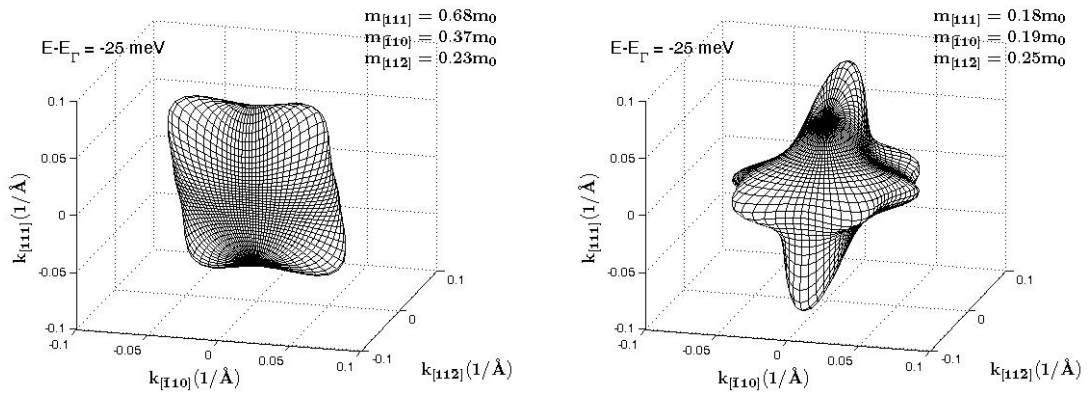 m[111] = 0.68m0
m[1̄10] = 0.37m0
m[112̄] = 0.23m0
E-EΓ = -25 meV
0.1
0.05
0
-0.05
-0.1
k[111](1/Å)
-0.1
-0.05
0
0.05
0.1
k[1̄10](1/Å)
-0.1
0
0.1
k[112̄](1/Å)
m[111] = 0.18m0
m[1̄10] = 0.19m0
m[112̄] = 0.25m0
E-EΓ = -25 meV
0.1
0.05
0
-0.05
-0.1
k[111](1/Å)
-0.1
-0.05
0
0.05
0.1
k[1̄10](1/Å)
-0.1
0
0.1
k[112̄](1/Å)